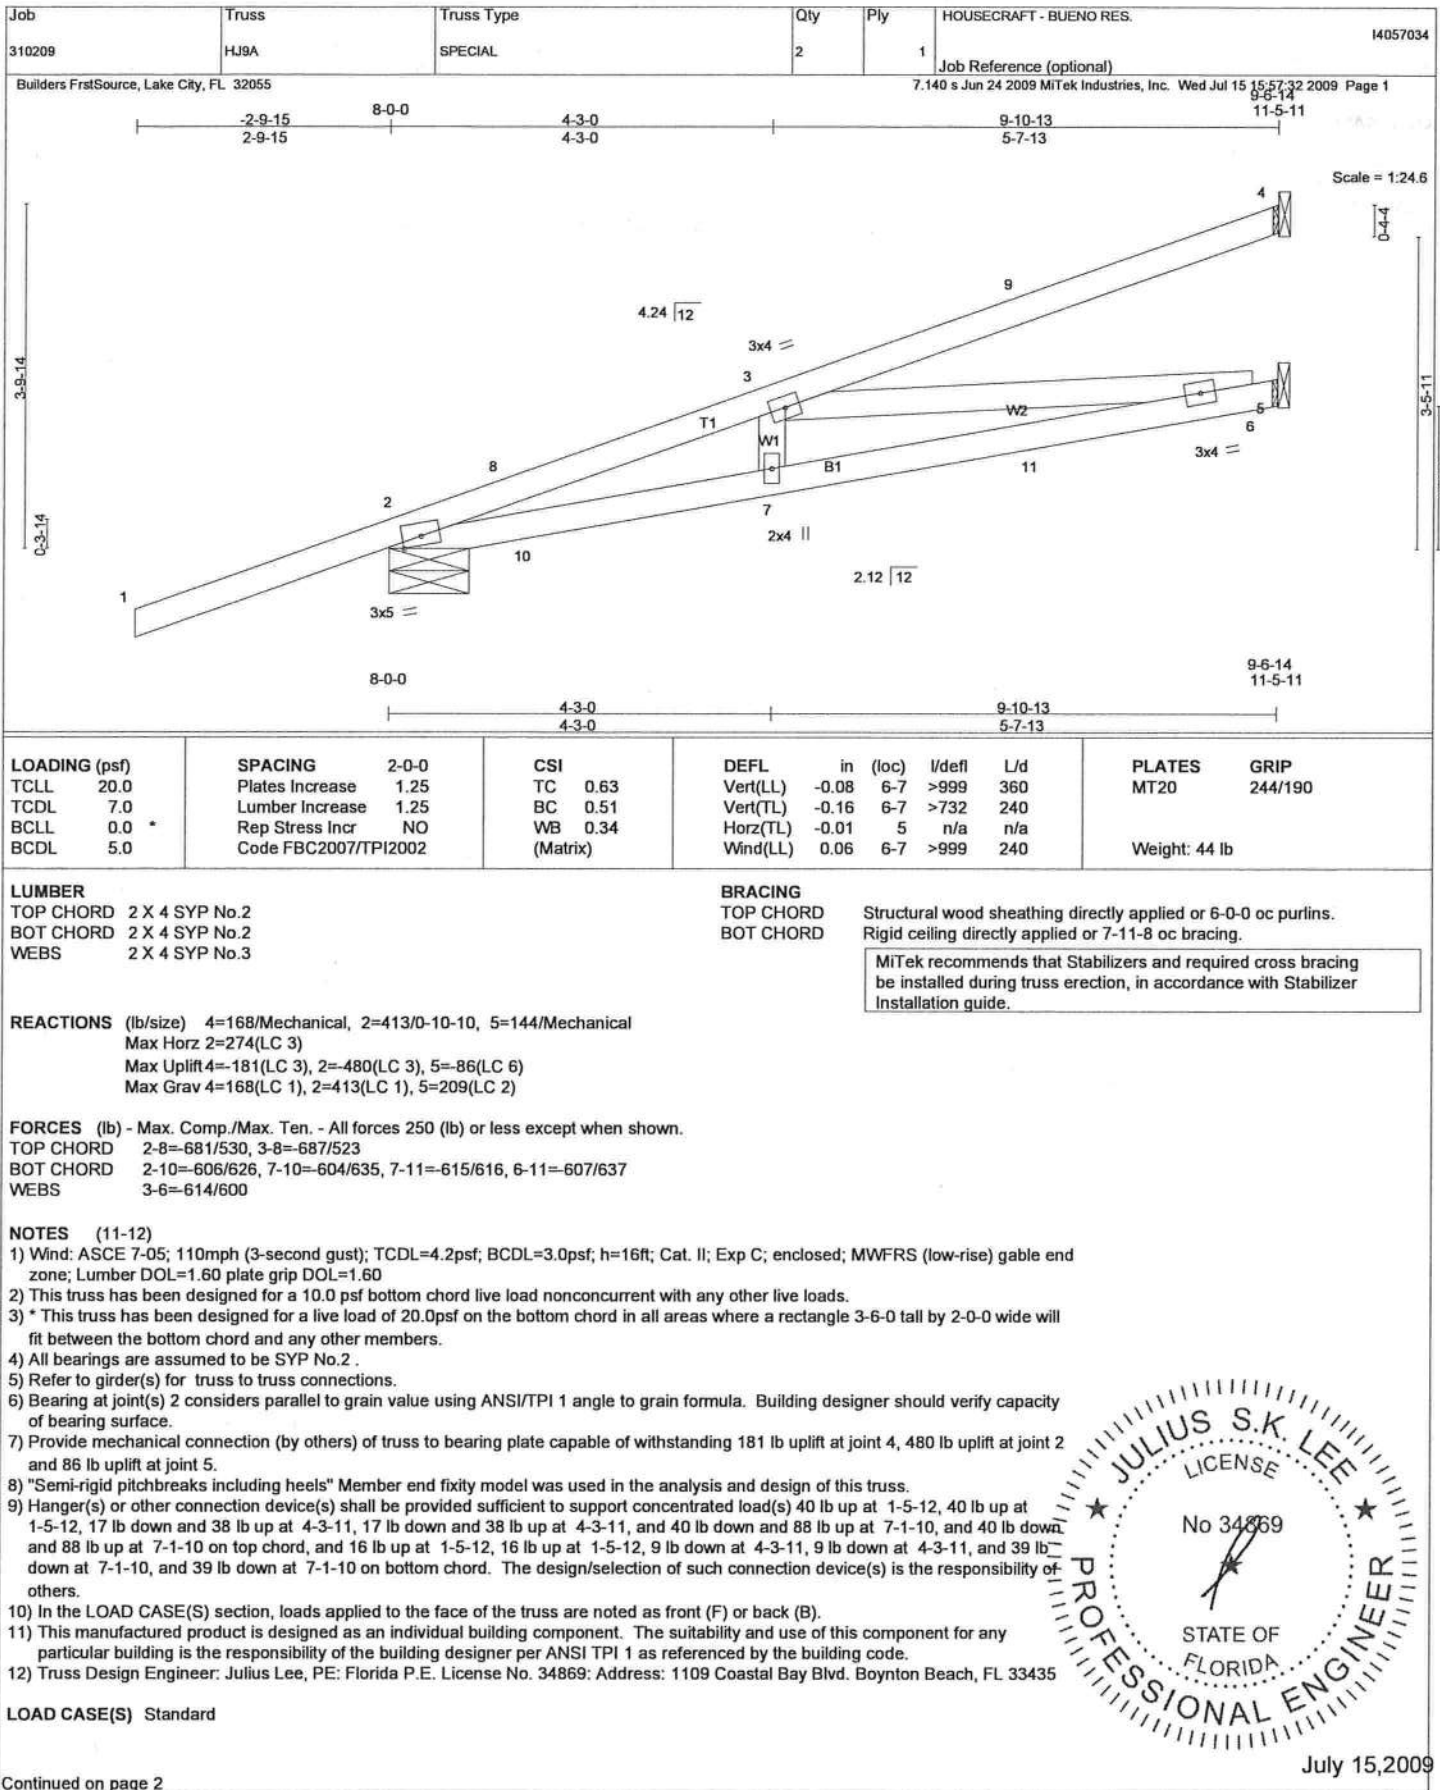 Job Truss Truss Type Qty Ply HOUSECRAFT - BUENO RES.
I4057034
310209 HJ9A SPECIAL 2 1
Job Reference (optional)
Builders FrstSource, Lake City, FL 32055 7.140 s Jun 24 2009 MiTek Industries, Inc. Wed Jul 15 15:57:32 2009 Page 1
-2-9-15 8-0-0 4-3-0 9-10-13 9-6-14
2-9-15 4-3-0 5-7-13 11-5-11
Scale = 1:24.6
4
0-4-4
9
4.24 12
3x4 =
3-9-14
3
3-5-11
T1
W2
5
W1
6
8
B1
11
3x4 =
2
7
0-3-14
2x4 ||
10
2.12 12
1
3x5 =
8-0-0 9-6-14
11-5-11
4-3-0 9-10-13
4-3-0 5-7-13
LOADING (psf) SPACING 2-0-0 CSI DEFL in (loc) l/defl L/d PLATES GRIP
TCLL 20.0 Plates Increase 1.25 TC 0.63 Vert(LL) -0.08 6-7 >999 360 MT20 244/190
TCDL 7.0 Lumber Increase 1.25 BC 0.51 Vert(TL) -0.16 6-7 >732 240
BCLL 0.0 * Rep Stress Incr NO WB 0.34 Horz(TL) -0.01 5 n/a n/a
BCDL 5.0 Code FBC2007/TPI2002 (Matrix) Wind(LL) 0.06 6-7 >999 240 Weight: 44 lb
LUMBER
TOP CHORD 2 X 4 SYP No.2
BOT CHORD 2 X 4 SYP No.2
WEBS 2 X 4 SYP No.3
BRACING
TOP CHORD Structural wood sheathing directly applied or 6-0-0 oc purlins.
BOT CHORD Rigid ceiling directly applied or 7-11-8 oc bracing.
MiTek recommends that Stabilizers and required cross bracing
be installed during truss erection, in accordance with Stabilizer
Installation guide.
REACTIONS (lb/size) 4=168/Mechanical, 2=413/0-10-10, 5=144/Mechanical
Max Horz 2=274(LC 3)
Max Uplift4=-181(LC 3), 2=-480(LC 3), 5=-86(LC 6)
Max Grav 4=168(LC 1), 2=413(LC 1), 5=209(LC 2)
FORCES (lb) - Max. Comp./Max. Ten. - All forces 250 (lb) or less except when shown.
TOP CHORD 2-8=-681/530, 3-8=-687/523
BOT CHORD 2-10=-606/626, 7-10=-604/635, 7-11=-615/616, 6-11=-607/637
WEBS 3-6=-614/600
NOTES (11-12)
1) Wind: ASCE 7-05; 110mph (3-second gust); TCDL=4.2psf; BCDL=3.0psf; h=16ft; Cat. II; Exp C; enclosed; MWFRS (low-rise) gable end
zone; Lumber DOL=1.60 plate grip DOL=1.60
2) This truss has been designed for a 10.0 psf bottom chord live load nonconcurrent with any other live loads.
3) * This truss has been designed for a live load of 20.0psf on the bottom chord in all areas where a rectangle 3-6-0 tall by 2-0-0 wide will
fit between the bottom chord and any other members.
4) All bearings are assumed to be SYP No.2 .
5) Refer to girder(s) for truss to truss connections.
6) Bearing at joint(s) 2 considers parallel to grain value using ANSI/TPI 1 angle to grain formula. Building designer should verify capacity
of bearing surface.
7) Provide mechanical connection (by others) of truss to bearing plate capable of withstanding 181 lb uplift at joint 4, 480 lb uplift at joint 2
and 86 lb uplift at joint 5.
8) "Semi-rigid pitchbreaks including heels" Member end fixity model was used in the analysis and design of this truss.
9) Hanger(s) or other connection device(s) shall be provided sufficient to support concentrated load(s) 40 lb up at 1-5-12, 40 lb up at
1-5-12, 17 lb down and 38 lb up at 4-3-11, 17 lb down and 38 lb up at 4-3-11, and 40 lb down and 88 lb up at 7-1-10, and 40 lb down
and 88 lb up at 7-1-10 on top chord, and 16 lb up at 1-5-12, 16 lb up at 1-5-12, 9 lb down at 4-3-11, 9 lb down at 4-3-11, and 39 lb
down at 7-1-10, and 39 lb down at 7-1-10 on bottom chord. The design/selection of such connection device(s) is the responsibility of
others.
10) In the LOAD CASE(S) section, loads applied to the face of the truss are noted as front (F) or back (B).
11) This manufactured product is designed as an individual building component. The suitability and use of this component for any
particular building is the responsibility of the building designer per ANSI TPI 1 as referenced by the building code.
12) Truss Design Engineer: Julius Lee, PE: Florida P.E. License No. 34869: Address: 1109 Coastal Bay Blvd. Boynton Beach, FL 33435
LOAD CASE(S) Standard
JULIUS S.K. LEE
LICENSE
No 34869
STATE OF
FLORIDA
PROFESSIONAL ENGINEER
July 15,2009
Continued on page 2